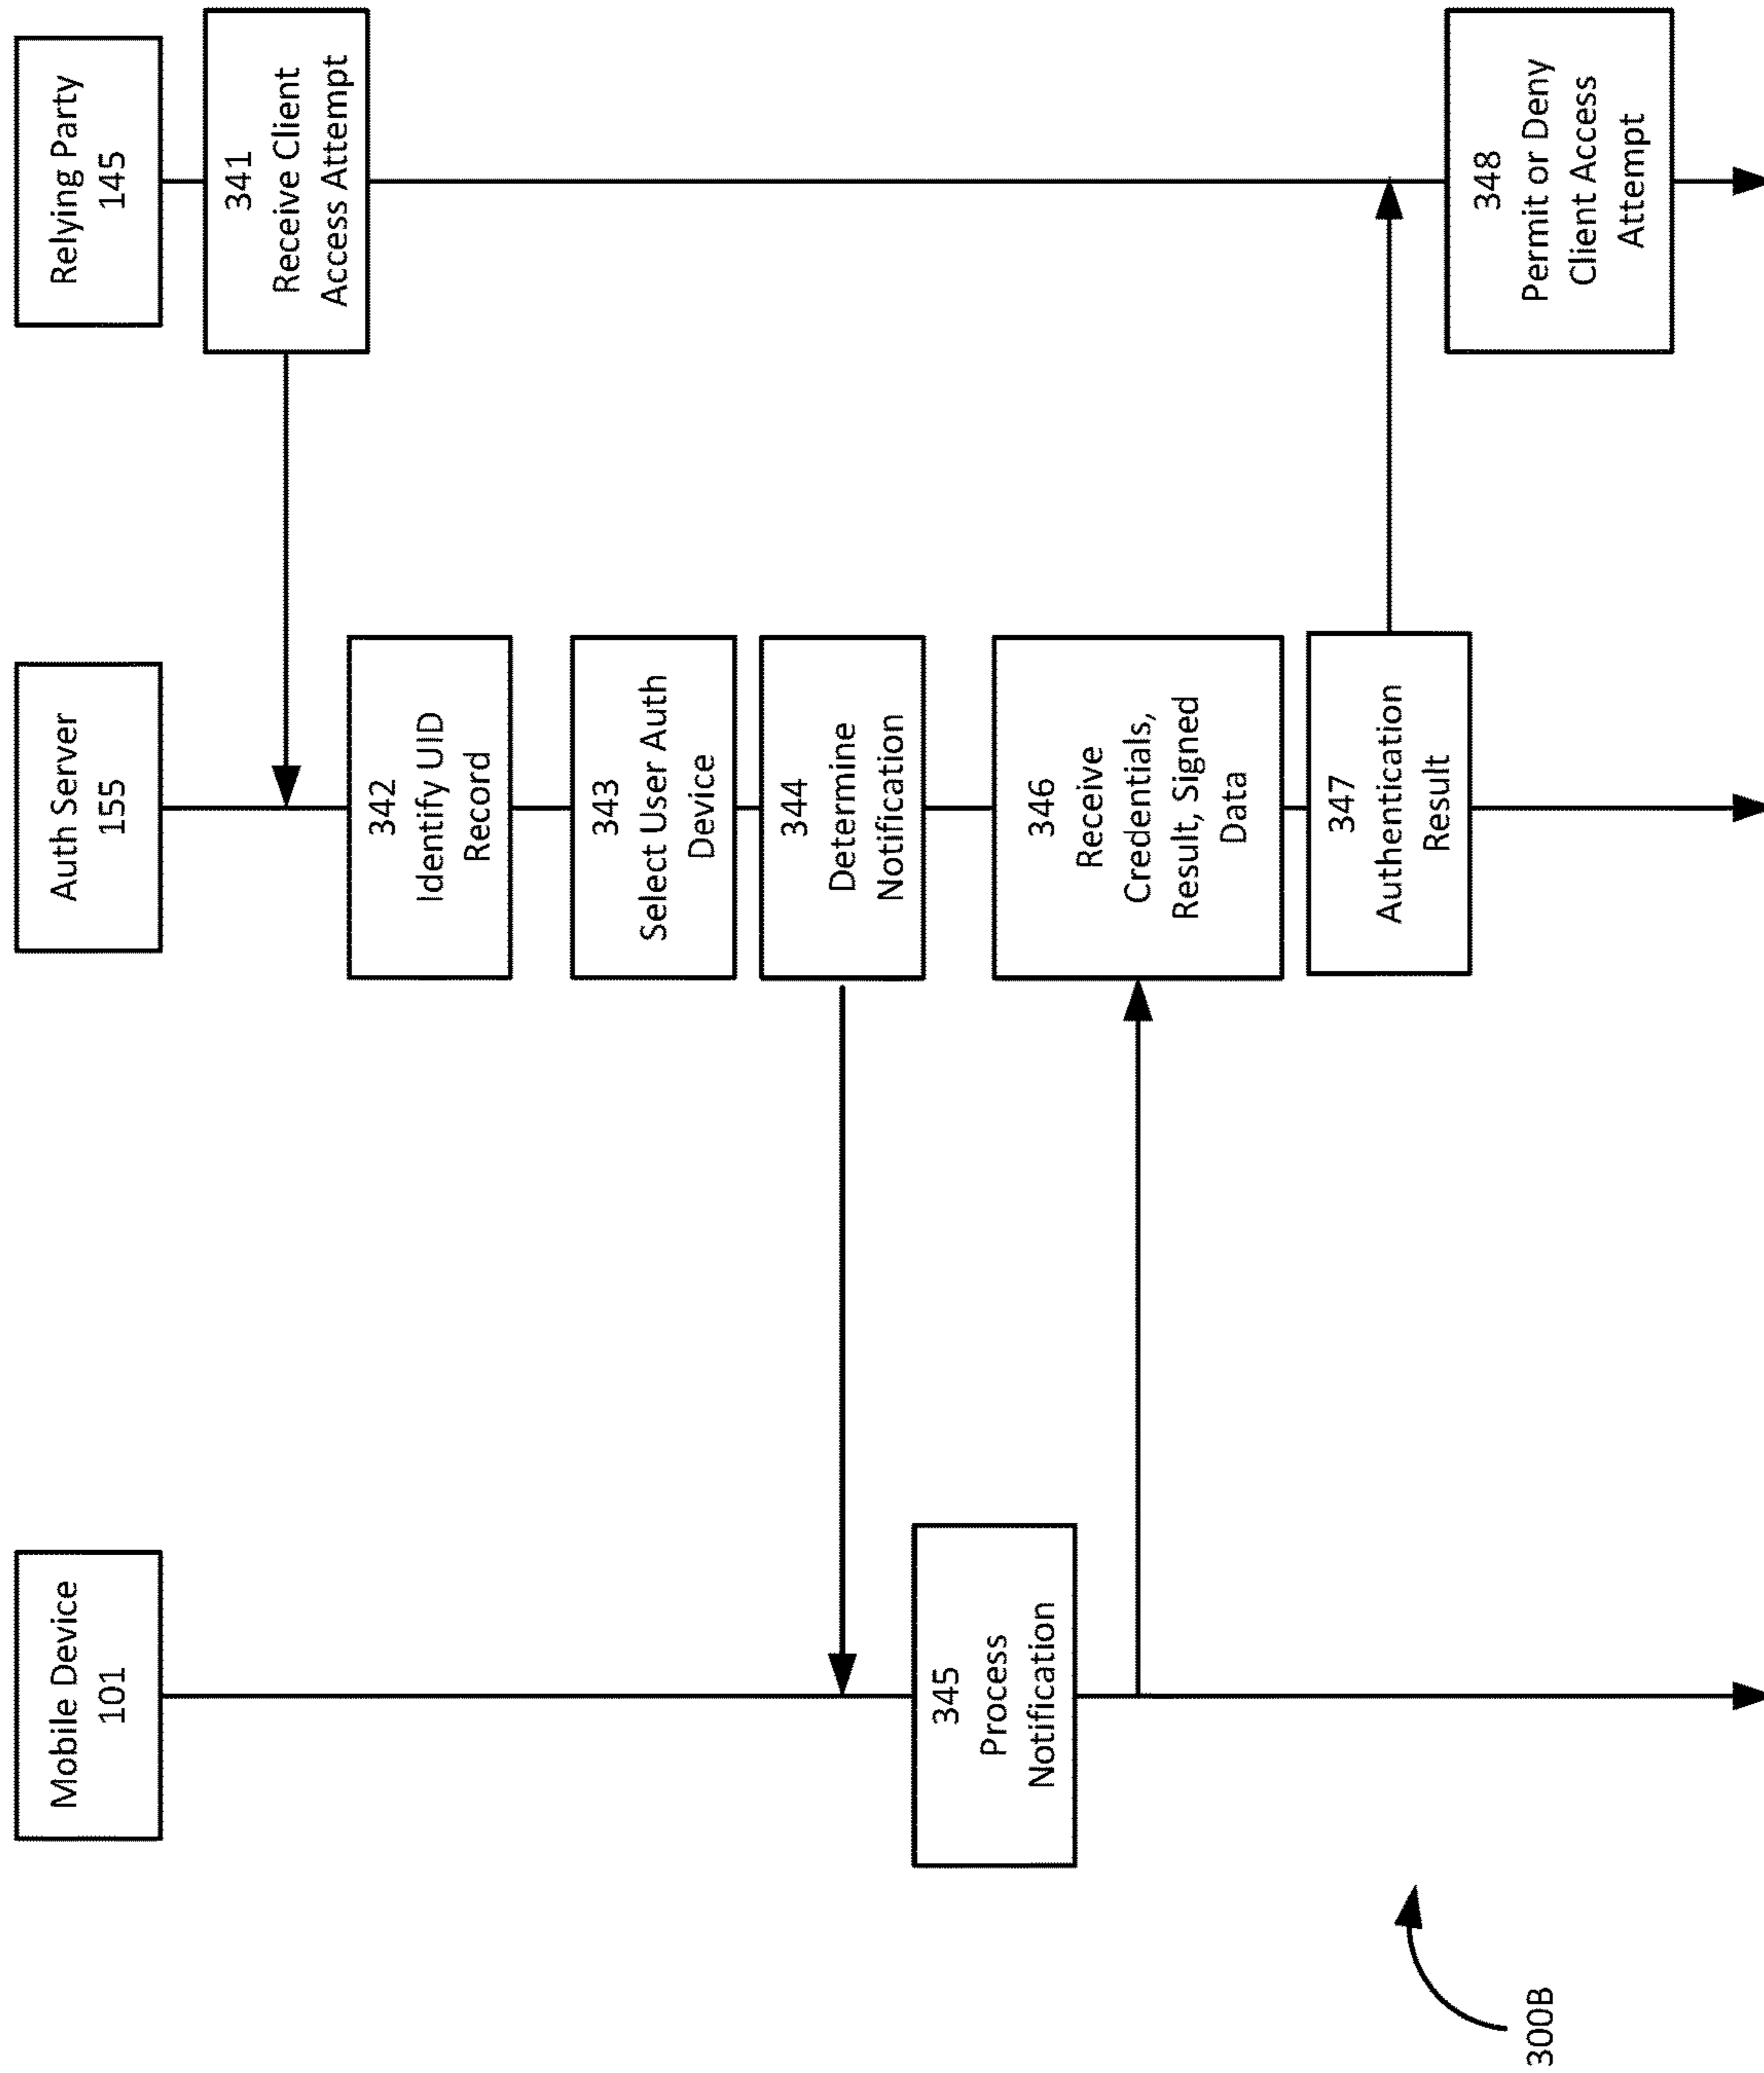 Mobile Device
101
Auth Server
155
Relying Party
145
341
Receive Client
Access Attempt
342
Identify UID
Record
343
Select User Auth
Device
344
Determine
Notification
345
Process
Notification
346
Receive
Credentials,
Result, Signed
Data
347
Authentication
Result
348
Permit or Deny
Client Access
Attempt
300B